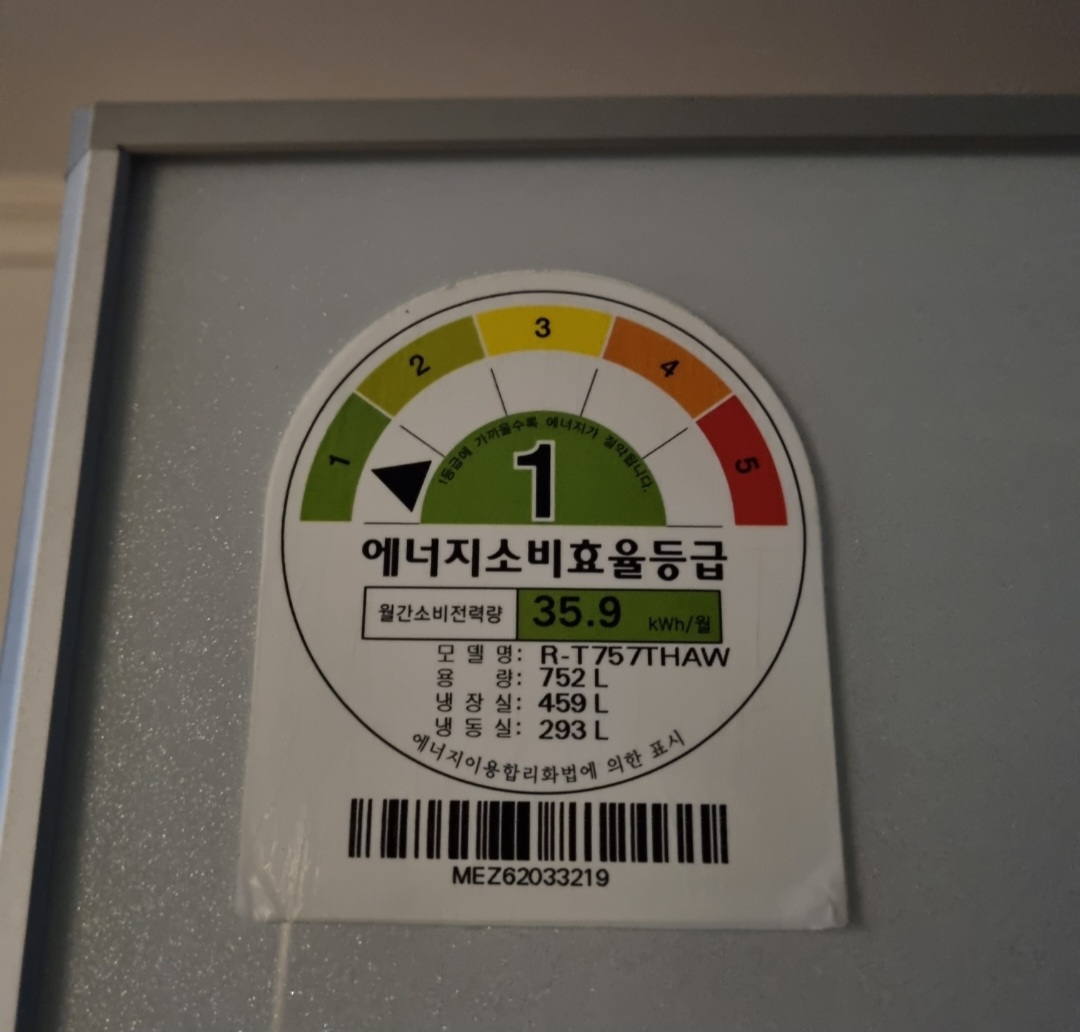 1
2
3
4
5
1등급에 가까울수록 에너지가 절약됩니다.
1
에너지소비효율등급
월간소비전력량 35.9 kWh/월
모델명: R-T757THAW
용량: 752 L
냉장실: 459 L
냉동실: 293 L
에너지이용합리화법에 의한 표시
MEZ62033219